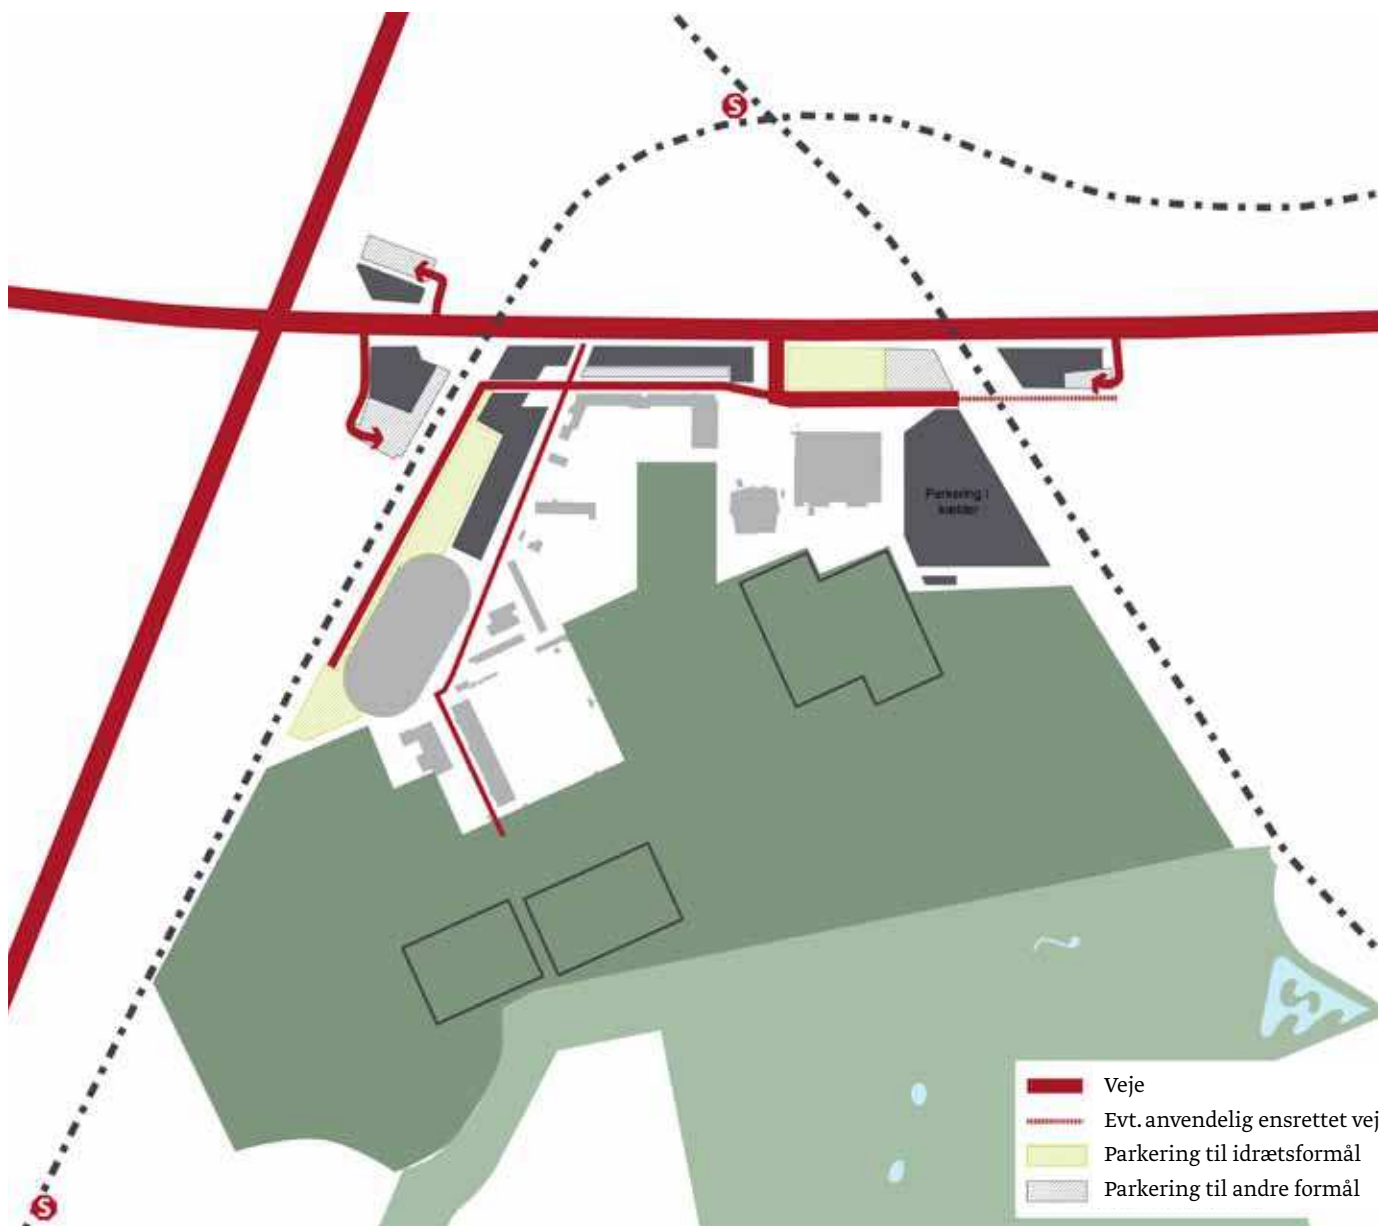 S
Parkering i
kælder
Veje
Evt. anvendelig ensrettet vej
Parkering til idrætsformål
Parkering til andre formål
S